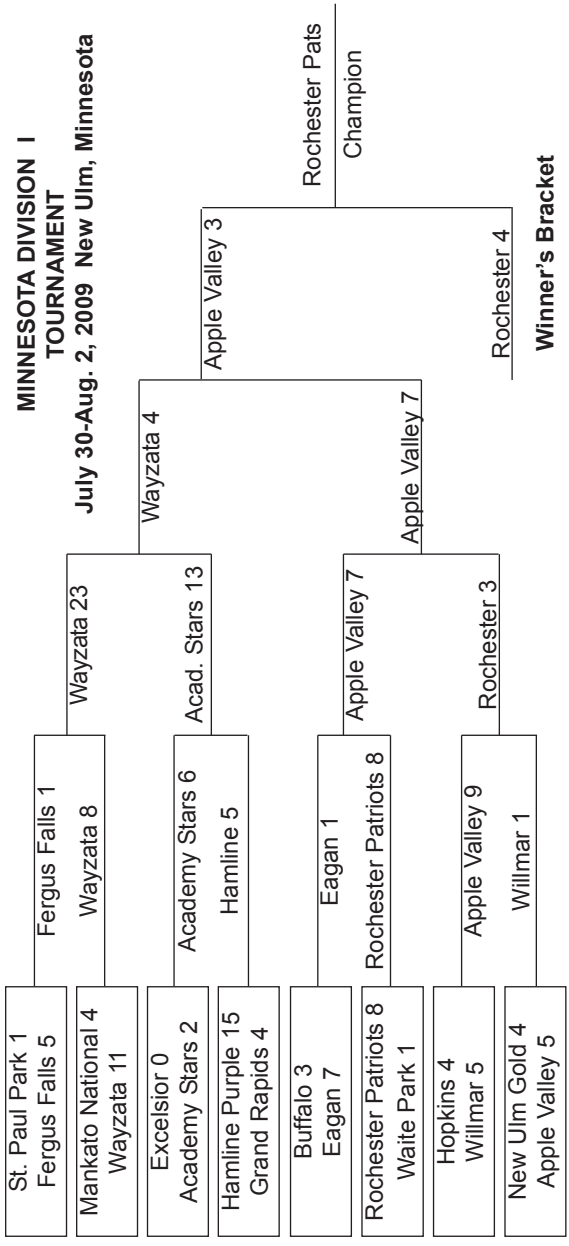 MINNESOTA DIVISION I
TOURNAMENT
July 30-Aug. 2, 2009 New Ulm, Minnesota
St. Paul Park 1
Fergus Falls 5
Mankato National 4
Wayzata 11
Excelsior 0
Academy Stars 2
Hamline Purple 15
Grand Rapids 4
Buffalo 3
Eagan 7
Rochester Patriots 8
Waite Park 1
Hopkins 4
Willmar 5
New Ulm Gold 4
Apple Valley 5
Fergus Falls 1
Wayzata 8
Academy Stars 6
Hamline 5
Eagan 1
Rochester Patriots 8
Apple Valley 9
Willmar 1
Wayzata 23
Acad. Stars 13
Apple Valley 7
Rochester 3
Wayzata 4
Apple Valley 7
Apple Valley 3
Rochester 4
Rochester Pats
Champion
Winner's Bracket